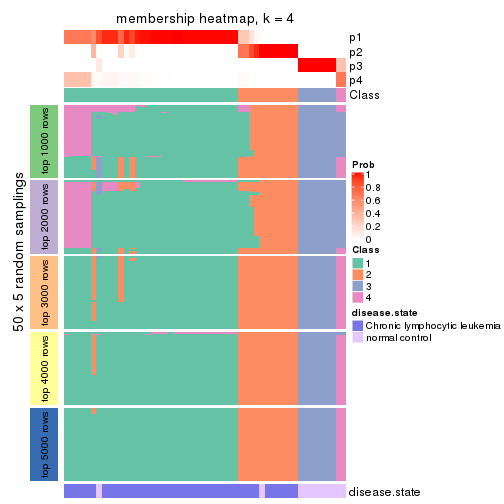 membership heatmap, k = 4
p1
p2
p3
p4
Class
50 x 5 random samplings
top 1000 rows
top 2000 rows
top 3000 rows
top 4000 rows
top 5000 rows
Prob
1
0.8
0.6
0.4
0.2
0
Class
1
2
3
4
disease.state
Chronic lymphocytic leukemia
normal control
disease.state